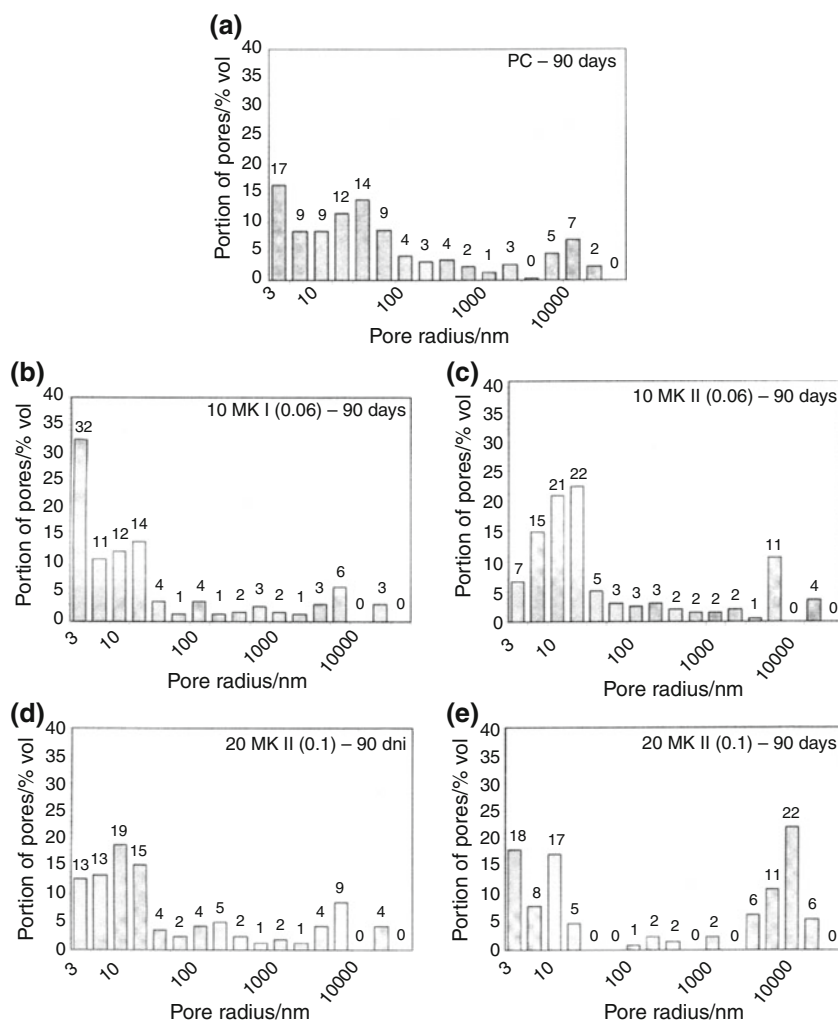 (a)
PC – 90 days
Portion of pores/% vol
40
35
30
25
20
15
10
5
0
17 9 9 12 14 9 4 3 4 2 1 3 0 5 7 2 0
3 10 100 1000 10000
Pore radius/nm
(b)
10 MK I (0.06) – 90 days
Portion of pores/% vol
40
35
30
25
20
15
10
5
0
32 11 12 14 4 1 4 1 2 3 2 1 3 6 0 3 0
3 10 100 1000 10000
Pore radius/nm
(c)
10 MK II (0.06) – 90 days
Portion of pores/% vol
40
35
30
25
20
15
10
5
0
7 15 21 22 5 3 3 3 2 2 2 2 1 11 0 4 0
3 10 100 1000 10000
Pore radius/nm
(d)
20 MK II (0.1) – 90 dni
Portion of pores/% vol
40
35
30
25
20
15
10
5
0
13 13 19 15 4 2 4 5 2 1 2 1 4 9 0 4 0
3 10 100 1000 10000
Pore radius/nm
(e)
20 MK II (0.1) – 90 days
Portion of pores/% vol
40
35
30
25
20
15
10
5
0
18 8 17 5 0 0 1 2 2 0 2 0 6 11 22 6 0
3 10 100 1000 10000
Pore radius/nm